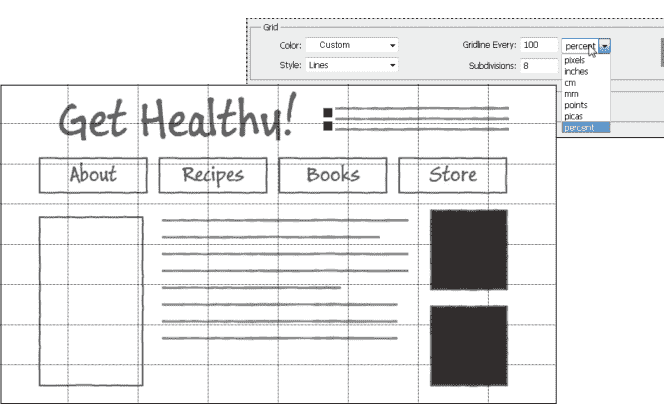 Grid
Color: Custom Gridline Every: 100 percent
Style: Lines Subdivisions: 8
pixels
inches
cm
mm
points
picas
percent
Get Healthy!
About Recipes Books Store